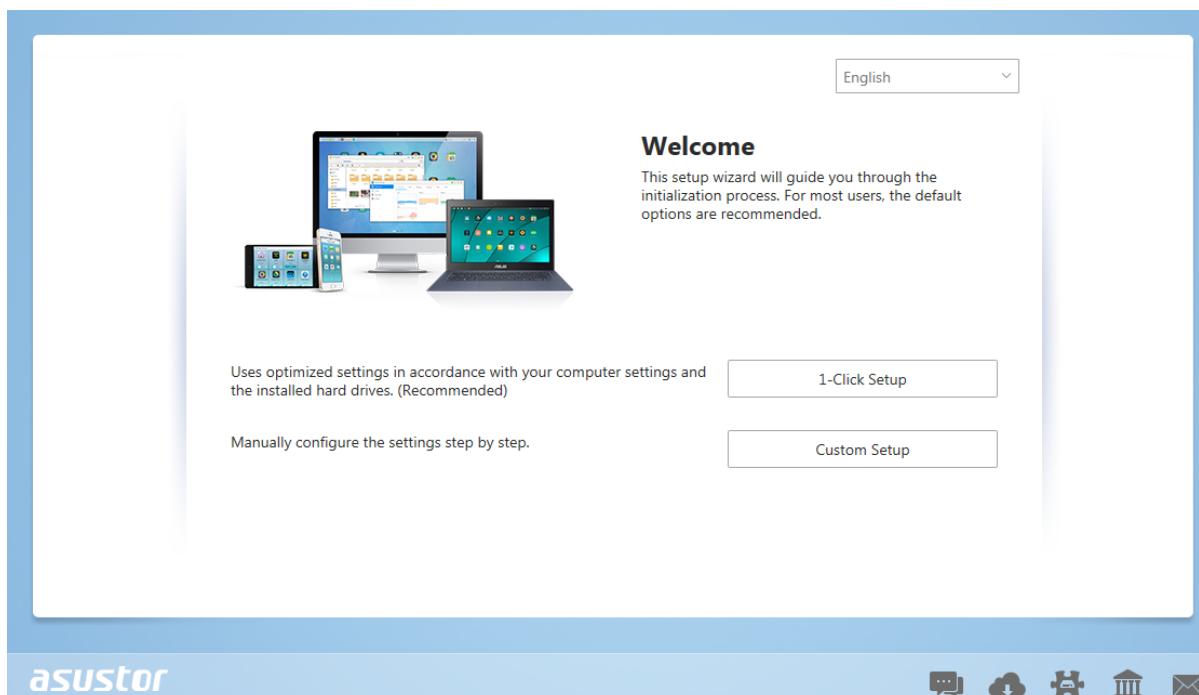 English
Welcome
This setup wizard will guide you through the
initialization process. For most users, the default
options are recommended.
Uses optimized settings in accordance with your computer settings and
the installed hard drives. (Recommended)
1-Click Setup
Manually configure the settings step by step.
Custom Setup
asustor